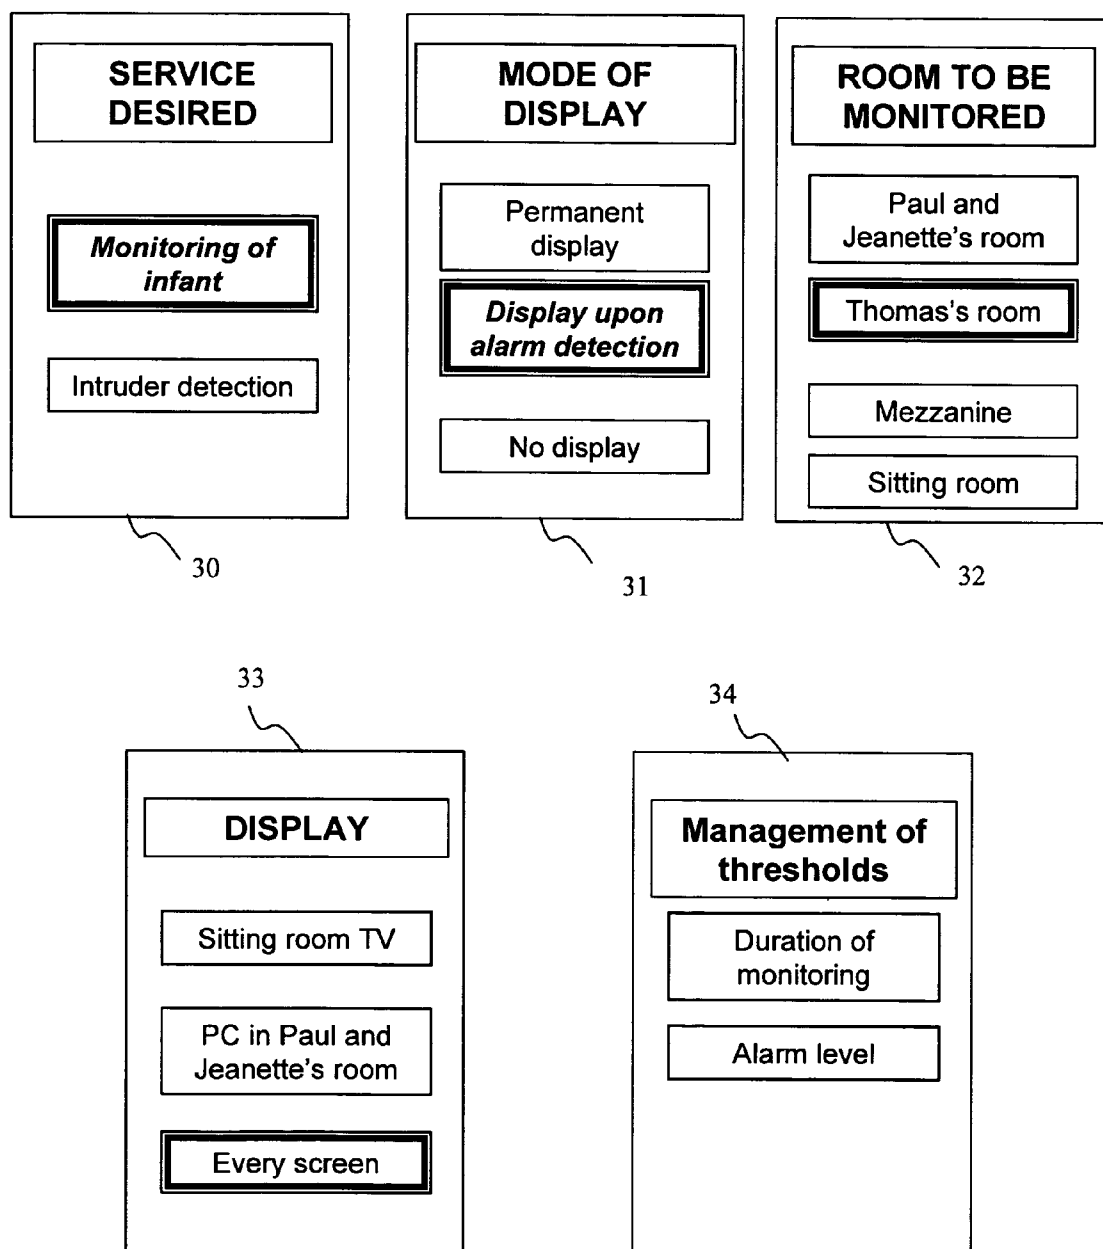 SERVICE
DESIRED
Monitoring of
infant
Intruder detection
30
MODE OF
DISPLAY
Permanent
display
Display upon
alarm detection
No display
31
ROOM TO BE
MONITORED
Paul and
Jeanette's room
Thomas's room
Mezzanine
Sitting room
32
33
DISPLAY
Sitting room TV
PC in Paul and
Jeanette's room
Every screen
34
Management of
thresholds
Duration of
monitoring
Alarm level